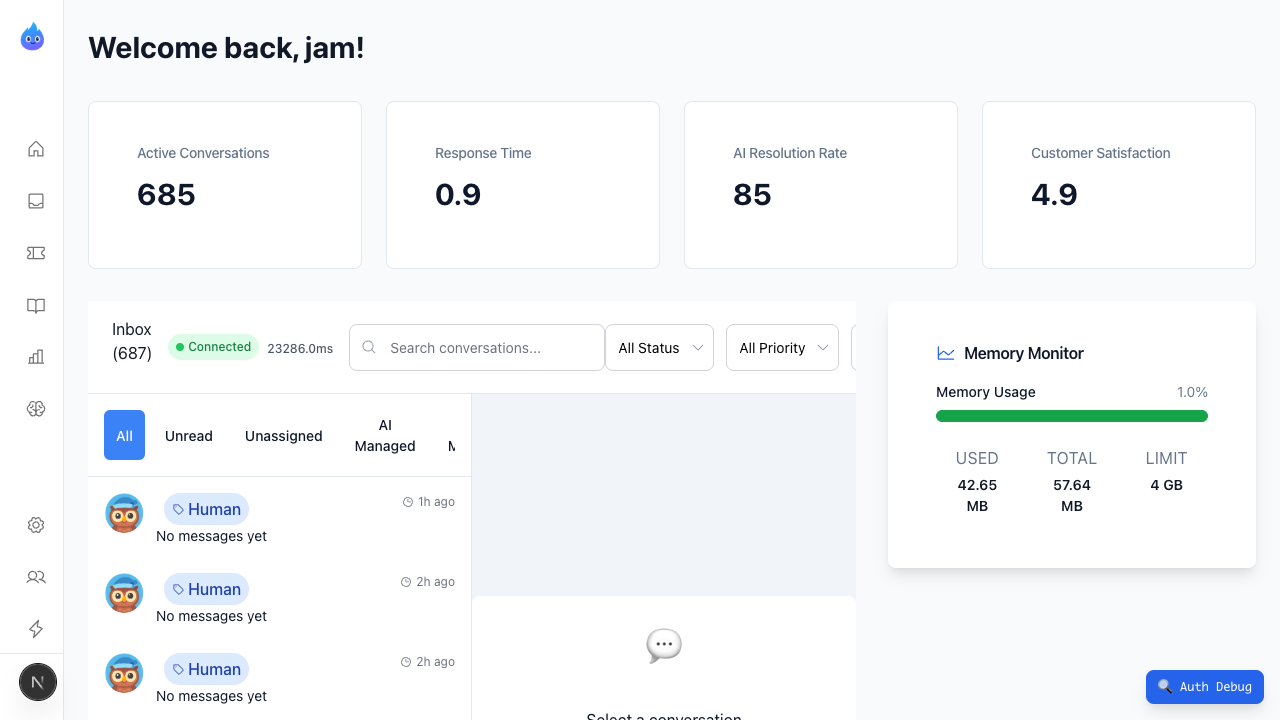 Welcome back, jam!
Active Conversations
685
Response Time
0.9
AI Resolution Rate
85
Customer Satisfaction
4.9
Inbox
(687)
Connected
23286.0ms
Search conversations...
All Status
All Priority
All
Unread
Unassigned
AI
Managed
Human
1h ago
No messages yet
Human
2h ago
No messages yet
Human
2h ago
No messages yet
Select a conversation
Memory Monitor
Memory Usage
1.0%
USED
TOTAL
LIMIT
42.65
MB
57.64
MB
4 GB
N
🔍 Auth Debug